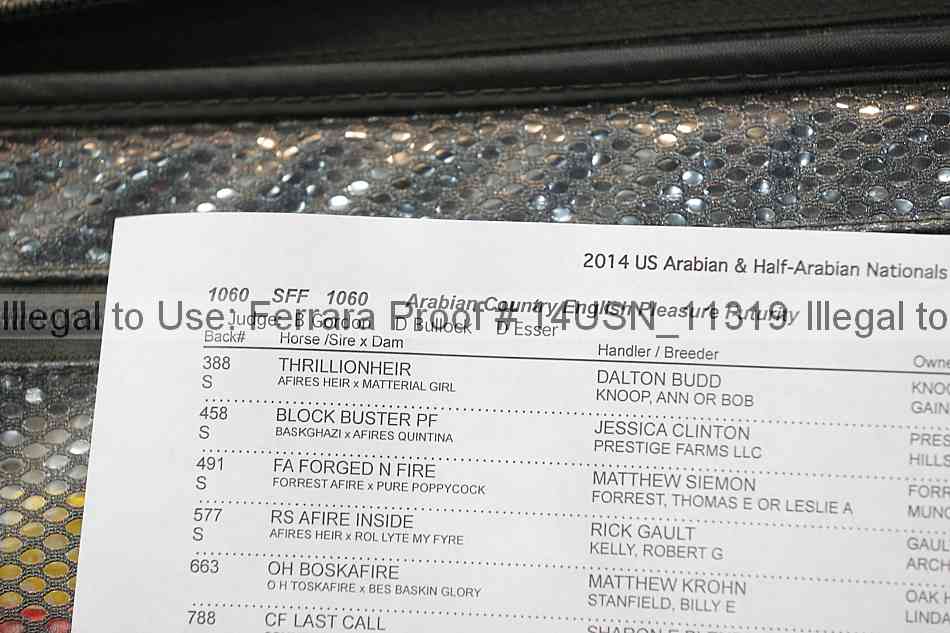 2014 US Arabian & Half-Arabian Nationals
1060 SFF 1060 Arabian Country English Pleasure Futurity
Illegal to Use: Ferrara Proof # 14USN_11319 Illegal to
Judge B Gordon D Bullock D Esser
Back# Horse /Sire x Dam Handler / Breeder
388 THRILLIONHEIR DALTON BUDD
S AFIRES HEIR x MATTERIAL GIRL KNOOP, ANN OR BOB
458 BLOCK BUSTER PF JESSICA CLINTON
S BASKGHAZI x AFIRES QUINTINA PRESTIGE FARMS LLC
491 FA FORGED N FIRE MATTHEW SIEMON
S FORREST AFIRE x PURE POPPYCOCK FORREST, THOMAS E OR LESLIE A
577 RS AFIRE INSIDE RICK GAULT
S AFIRES HEIR x ROL LYTE MY FYRE KELLY, ROBERT G
663 OH BOSKAFIRE MATTHEW KROHN
O H TOSKAFIRE x BES BASKIN GLORY STANFIELD, BILLY E
788 CF LAST CALL